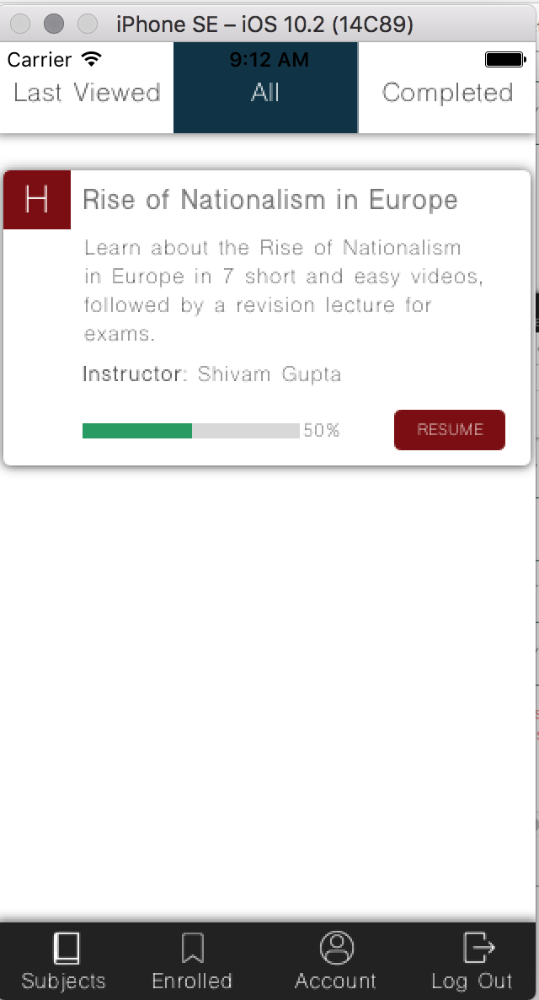 iPhone SE – iOS 10.2 (14C89)
Carrier 9:12 AM
Last Viewed All Completed
H Rise of Nationalism in Europe
Learn about the Rise of Nationalism
in Europe in 7 short and easy videos,
followed by a revision lecture for
exams.
Instructor: Shivam Gupta
50% RESUME
Subjects Enrolled Account Log Out